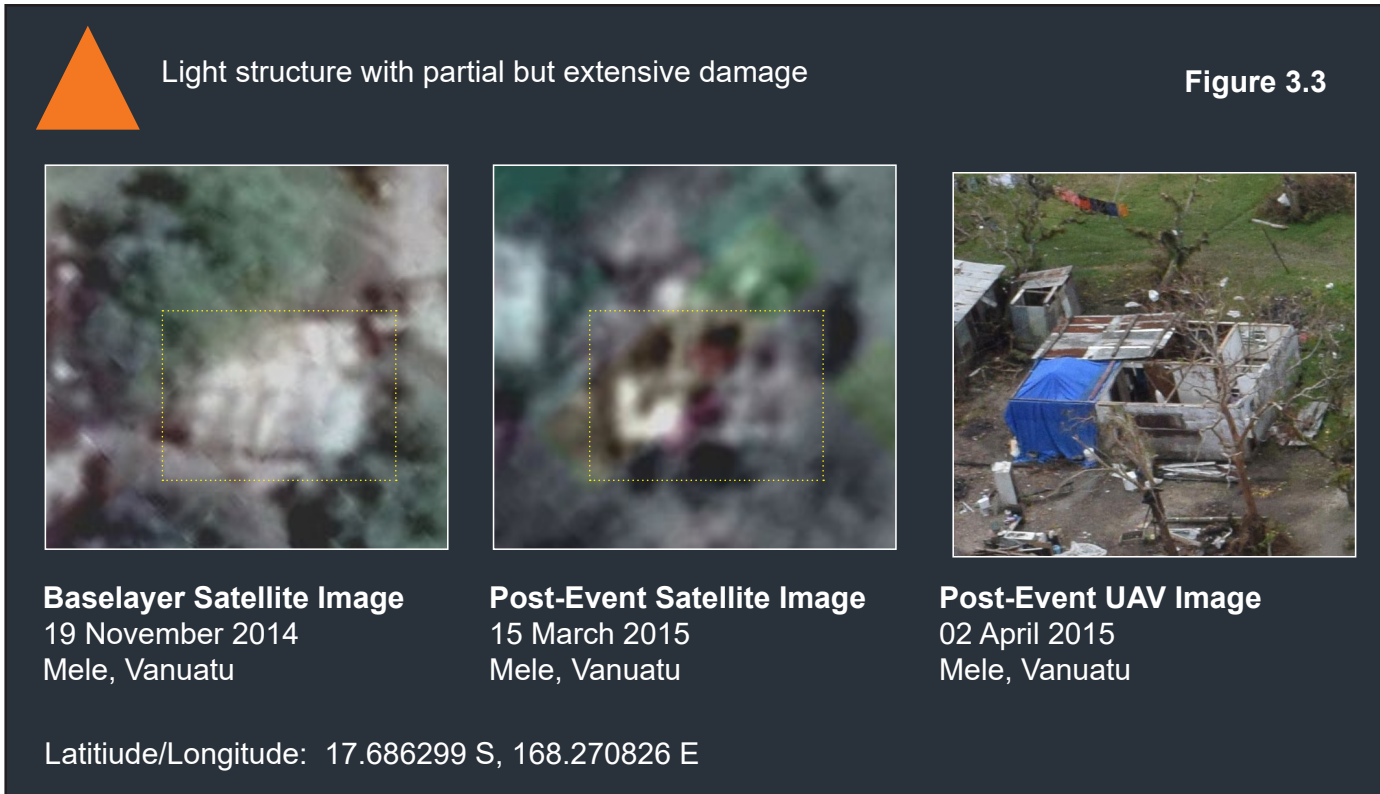 Light structure with partial but extensive damage
Figure 3.3
Baselayer Satellite Image
19 November 2014
Mele, Vanuatu
Post-Event Satellite Image
15 March 2015
Mele, Vanuatu
Post-Event UAV Image
02 April 2015
Mele, Vanuatu
Latitiude/Longitude: 17.686299 S, 168.270826 E